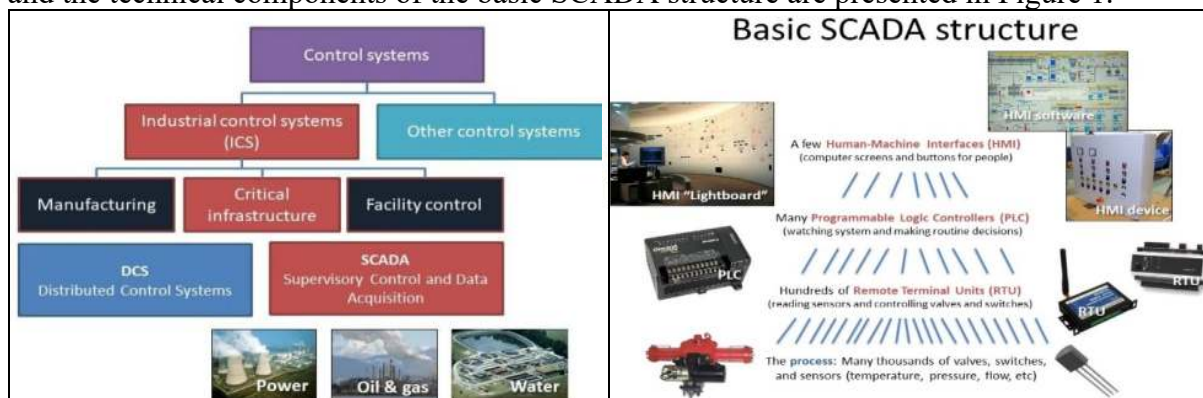 and the technical components of the basic SCADA structure are presented in Figure 1.
Control systems
Industrial control systems
(ICS)
Other control systems
Manufacturing
Critical
infrastructure
Facility control
DCS
Distributed Control Systems
SCADA
Supervisory Control and Data
Acquisition
Power
Oil & gas
Water
Basic SCADA structure
HMI software
A few Human-Machine Interfaces (HMI)
(computer screens and buttons for people)
HMI "Lightboard"
HMI device
Many Programmable Logic Controllers (PLC)
(watching system and making routine decisions)
PLC
Hundreds of Remote Terminal Units (RTU)
(reading sensors and controlling valves and switches)
RTU
RTU
The process: Many thousands of valves, switches,
and sensors (temperature, pressure, flow, etc)